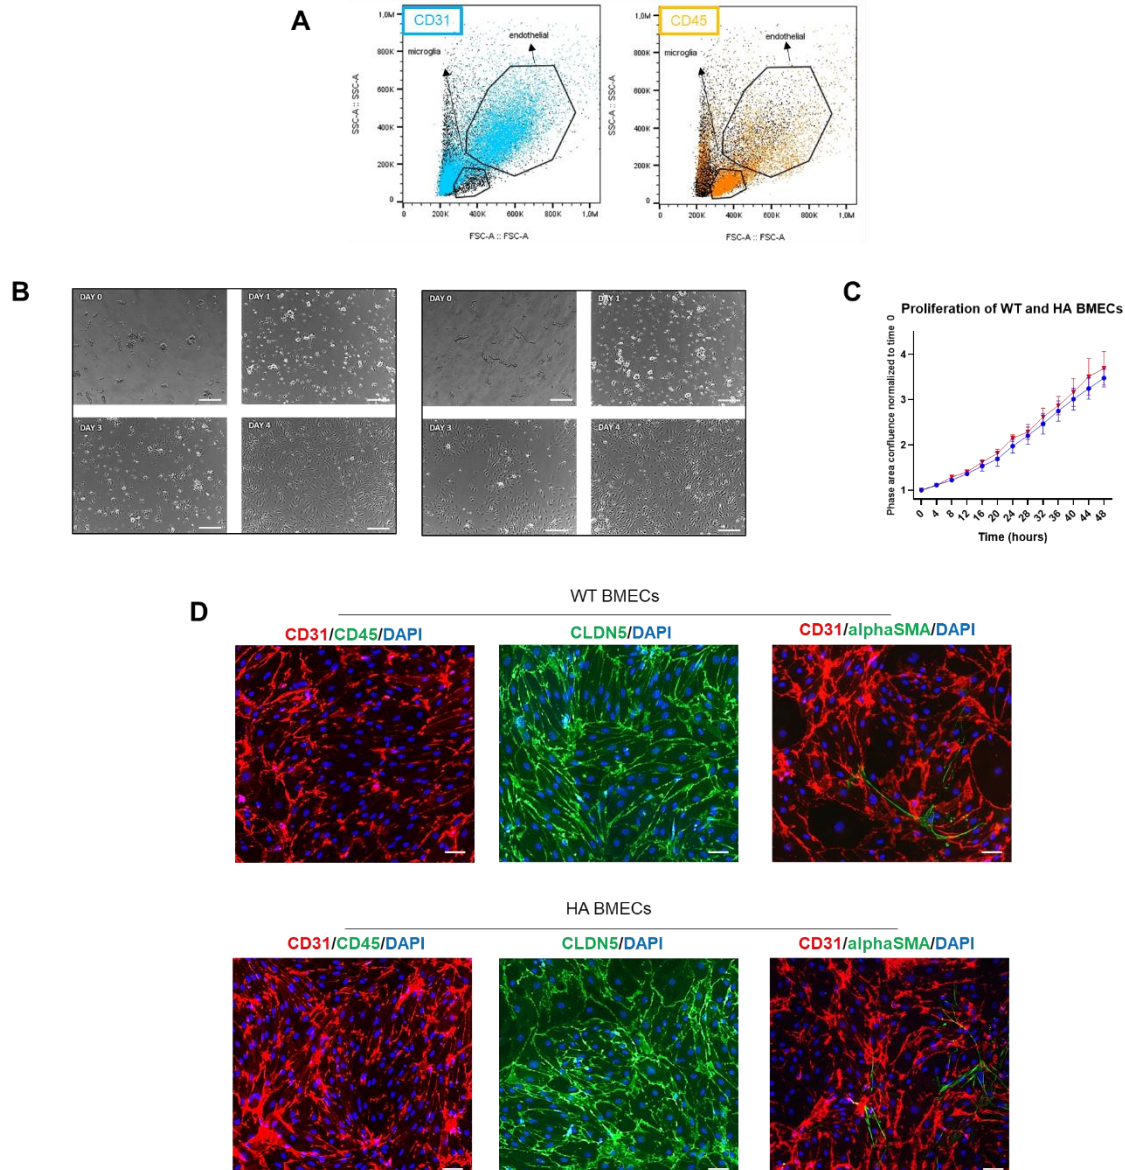 A
CD31
1,0M
800K
600K
400K
200K
0
SSC-A :: SSC-A
microglia
endothelial
0 200K 400K 600K 800K 1,0M
FSC-A :: FSC-A
CD45
1,0M
800K
600K
400K
200K
0
SSC-A :: SSC-A
microglia
endothelial
0 200K 400K 600K 800K 1,0M
FSC-A :: FSC-A
B
DAY 0
DAY 1
DAY 3
DAY 4
DAY 0
DAY 1
DAY 3
DAY 4
C
Proliferation of WT and HA BMECs
Phase area confluence normalized to time 0
4
3
2
1
0 4 8 12 16 20 24 28 32 36 40 44 48
Time (hours)
D
WT BMECs
CD31/CD45/DAPI
CLDN5/DAPI
CD31/alphaSMA/DAPI
HA BMECs
CD31/CD45/DAPI
CLDN5/DAPI
CD31/alphaSMA/DAPI